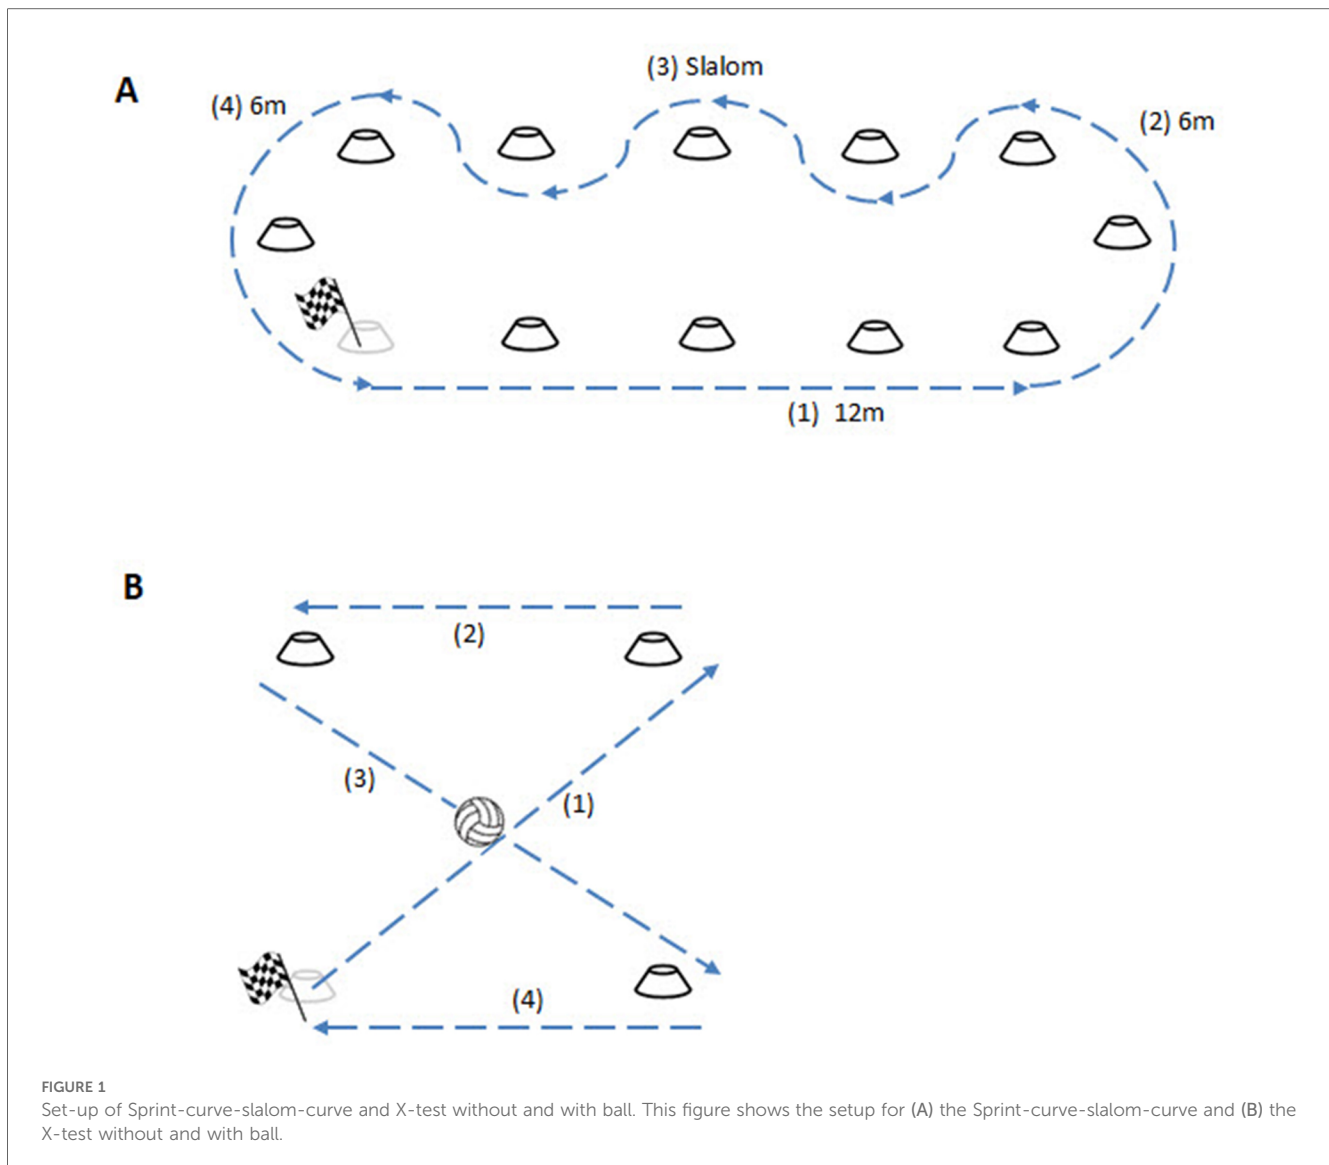 A
(3) Slalom
(4) 6m
(2) 6m
(1) 12m
B
(2)
(3)
(1)
(4)
FIGURE 1
Set-up of Sprint-curve-slalom-curve and X-test without and with ball. This figure shows the setup for (A) the Sprint-curve-slalom-curve and (B) the
X-test without and with ball.